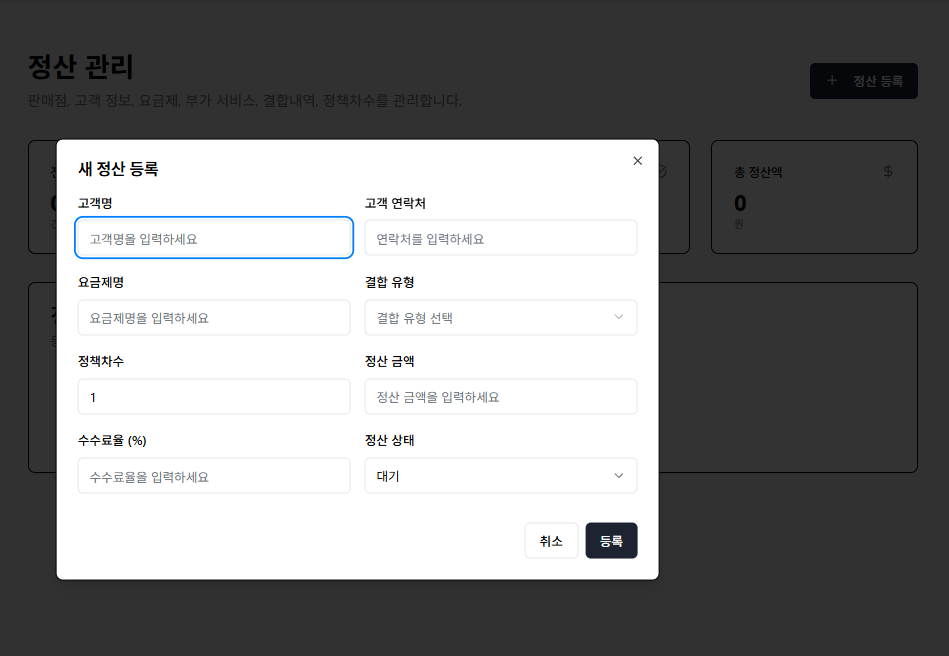 정산 관리
+ 정산 등록
판매점, 고객 정보, 요금제, 부가 서비스, 결합내역, 정책차수를 관리합니다.
총 정산액
$
0
원
새 정산 등록
고객명
고객 연락처
고객명을 입력하세요
연락처를 입력하세요
요금제명
결합 유형
요금제명을 입력하세요
결합 유형 선택
정책차수
정산 금액
1
정산 금액을 입력하세요
수수료율 (%)
정산 상태
수수료율을 입력하세요
대기
취소
등록